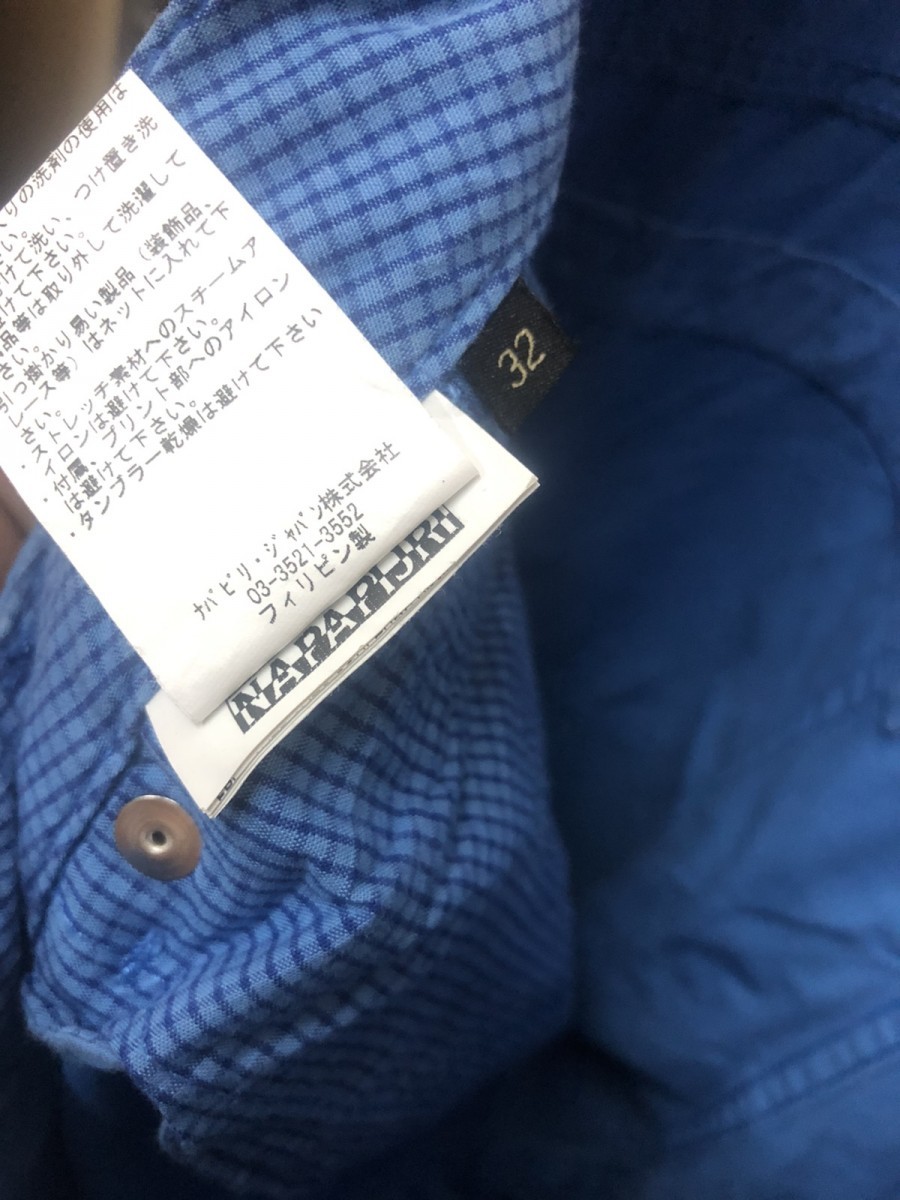 りの洗剤の使用は
い。
けて洗い、つけ置き洗
けて下さい。
品等は取り外して洗濯して
さい。
引っ掛かり易い製品(装飾品、
レース等)はネットに入れて下
さい。
・ストレッチ素材へのスチームア
イロンは避けて下さい。
・付属、プリント部へのアイロン
は避けて下さい。
・タンブラー乾燥は避けて下さい
ナパピリ・ジャパン株式会社
03-3521-3552
フィリピン製
NAPAPIJRI
32